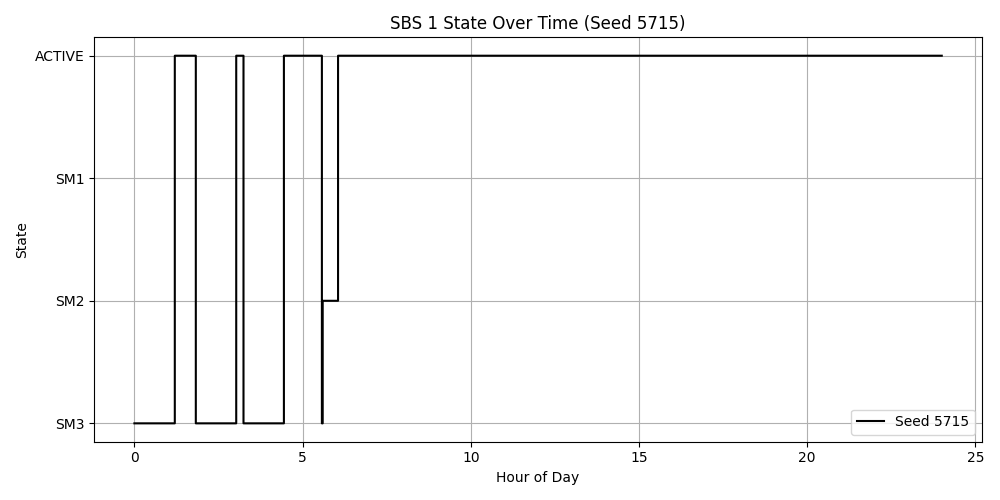 SBS 1 State Over Time (Seed 5715)
ACTIVE
SM1
SM2
SM3
State
0 5 10 15 20 25
Hour of Day
Seed 5715